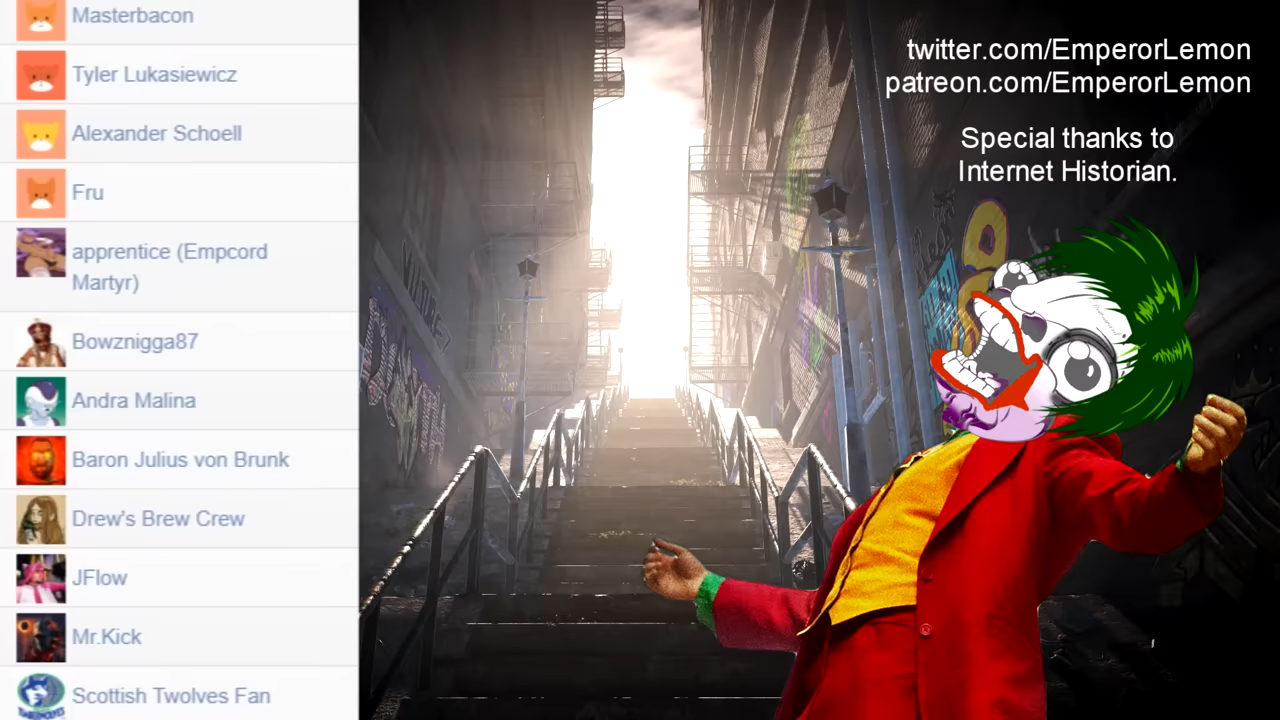 Masterbacon
Tyler Lukasiewicz
Alexander Schoell
Fru
apprentice (Empcord
Martyr)
Bowznigga87
Andra Malina
Baron Julius von Brunk
Drew's Brew Crew
JFlow
Mr.Kick
Scottish Twolves Fan
twitter.com/EmperorLemon
patreon.com/EmperorLemon
Special thanks to
Internet Historian.